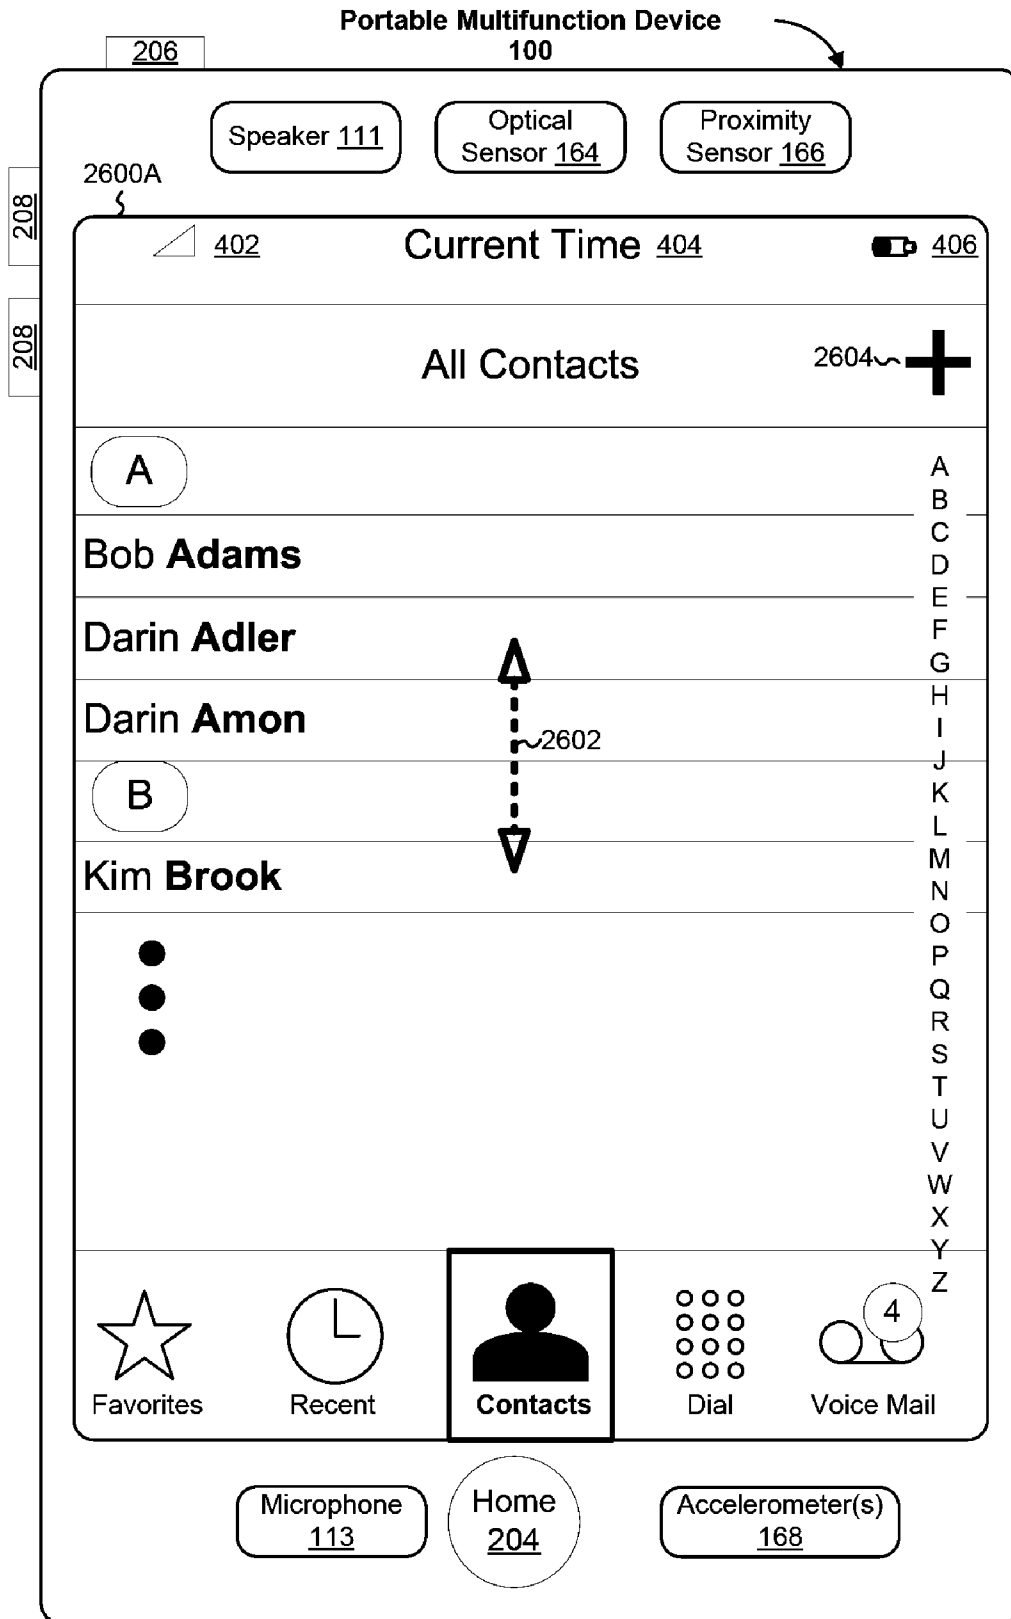 Portable Multifunction Device
100
206
Speaker 111
Optical
Sensor 164
Proximity
Sensor 166
2600A
208
208
402
Current Time 404
406
All Contacts
2604
A
Bob Adams
Darin Adler
Darin Amon
2602
B
Kim Brook
A
B
C
D
E
F
G
H
I
J
K
L
M
N
O
P
Q
R
S
T
U
V
W
X
Y
Z
4
Favorites
Recent
Contacts
Dial
Voice Mail
Microphone
113
Home
204
Accelerometer(s)
168